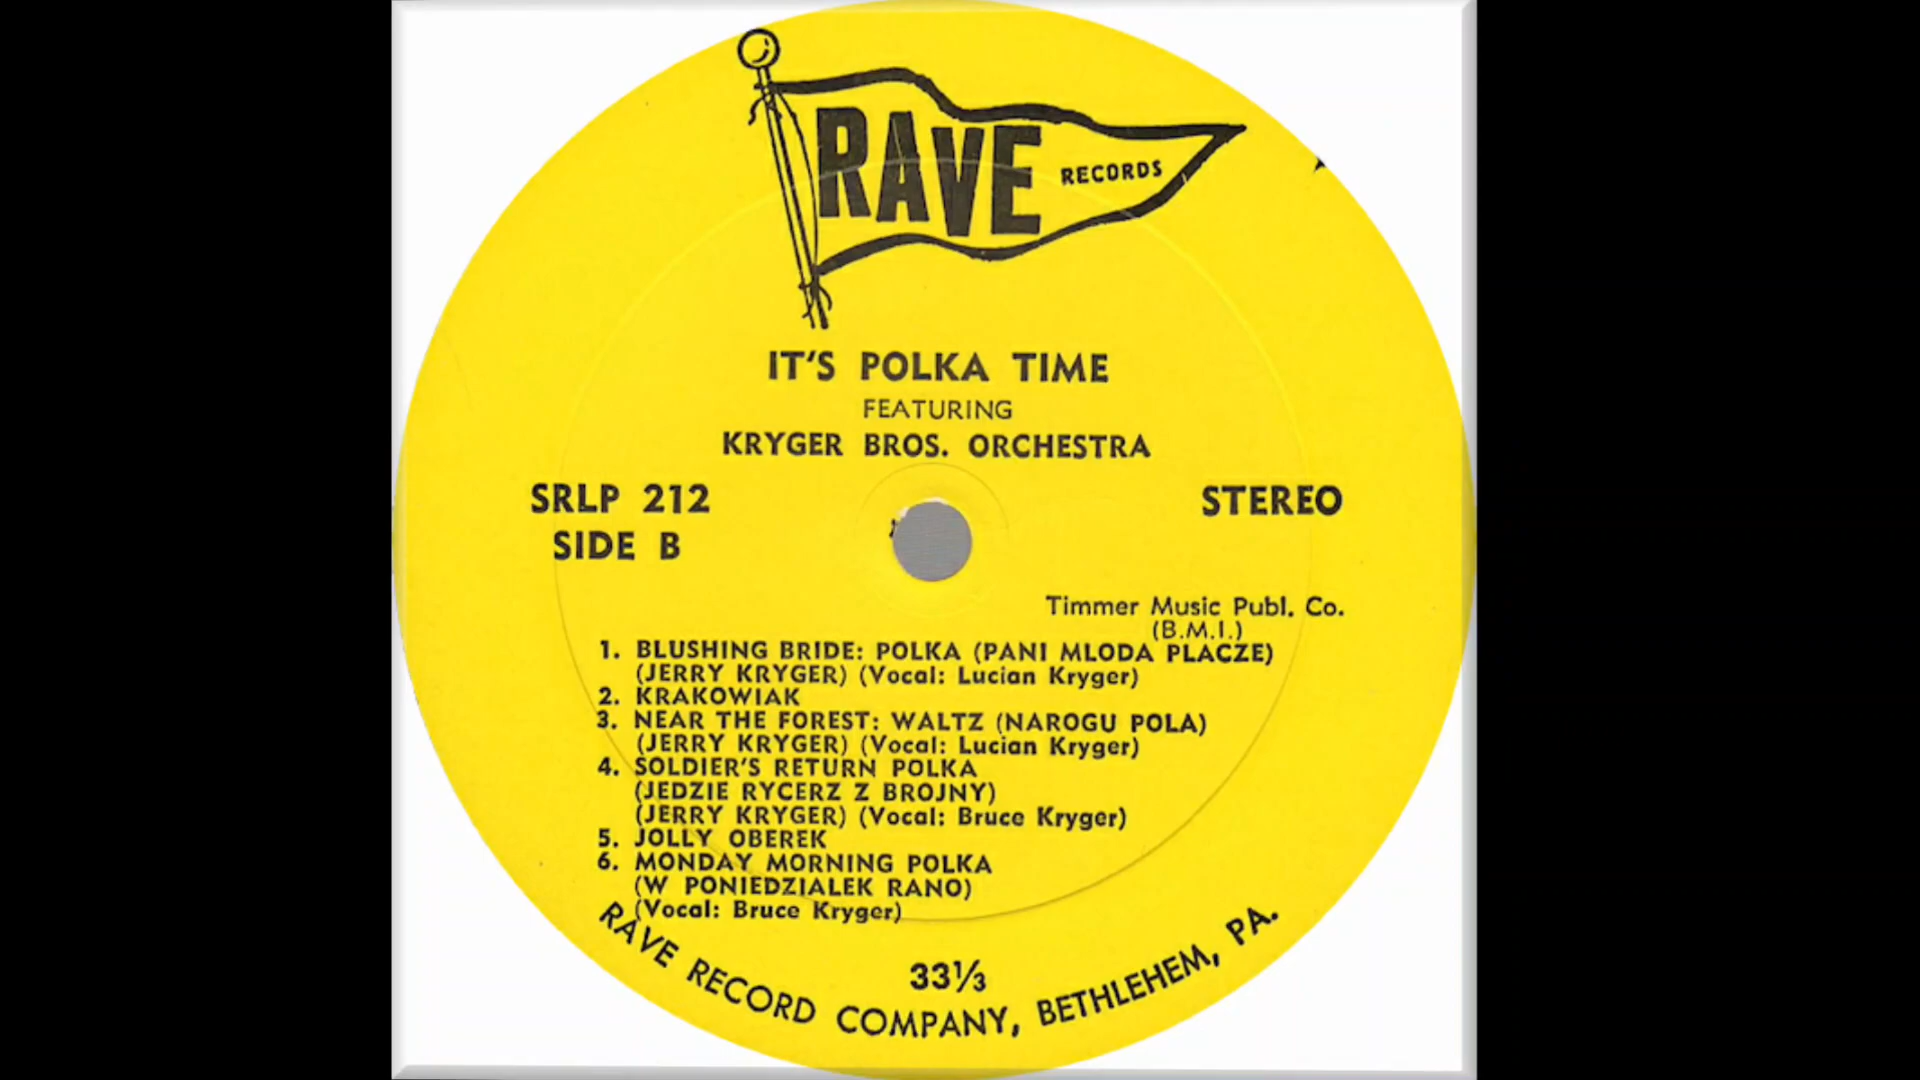 RAVE RECORDS
IT'S POLKA TIME
FEATURING
KRYGER BROS. ORCHESTRA
SRLP 212
SIDE B
STEREO
Timmer Music Publ. Co.
(B.M.I.)
1. BLUSHING BRIDE: POLKA (PANI MLODA PLACZE)
(JERRY KRYGER) (Vocal: Lucian Kryger)
2. KRAKOWIAK
3. NEAR THE FOREST: WALTZ (NAROGU POLA)
(JERRY KRYGER) (Vocal: Lucian Kryger)
4. SOLDIER'S RETURN POLKA
(JEDZIE RYCERZ Z BROJNY)
(JERRY KRYGER) (Vocal: Bruce Kryger)
5. JOLLY OBEREK
6. MONDAY MORNING POLKA
(W PONIEDZIALEK RANO)
(Vocal: Bruce Kryger)
33⅓
RAVE RECORD COMPANY, BETHLEHEM, PA.